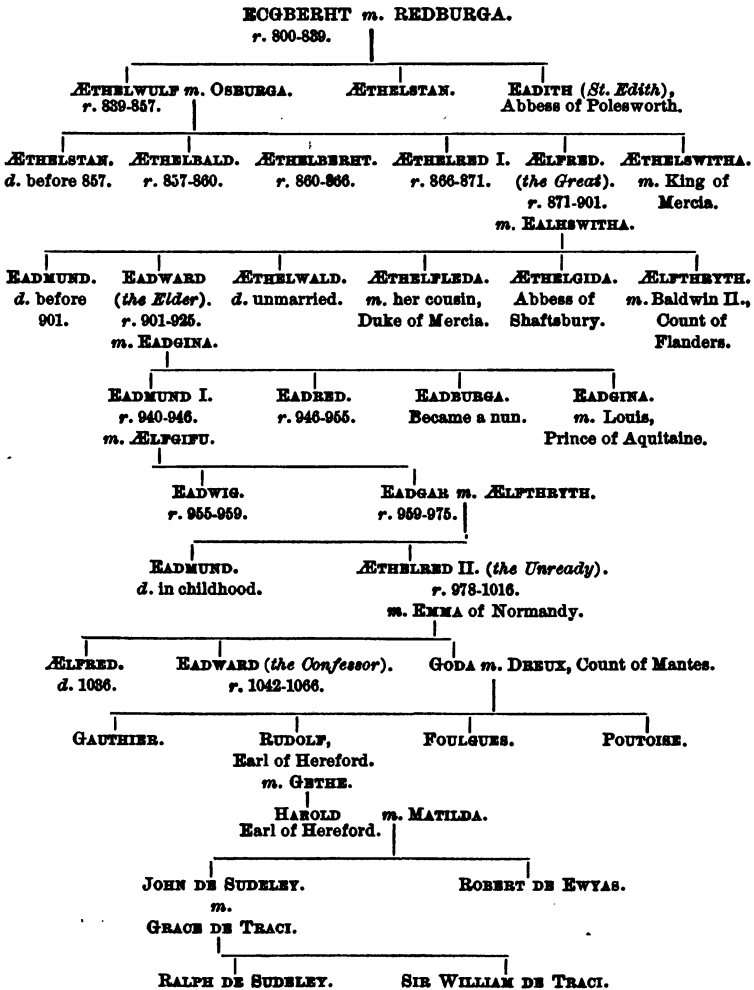 ECGBERHT m. REDBURGA.
r. 800-839.
ÆTHELWULF m. OSBURGA.
r. 839-857.
ÆTHELSTAN.
EADITH (St. Edith),
Abbess of Polesworth.
ÆTHELSTAN.
d. before 857.
ÆTHELBALD.
r. 857-860.
ÆTHELBERHT.
r. 860-866.
ÆTHELRED I.
r. 866-871.
ÆLFRED.
(the Great).
r. 871-901.
m. EALHSWITHA.
ÆTHELSWITHA.
m. King of
Mercia.
EADMUND.
d. before
901.
EADWARD
(the Elder).
r. 901-925.
m. EADGINA.
ÆTHELWALD.
d. unmarried.
ÆTHELFLEDA.
m. her cousin,
Duke of Mercia.
ÆTHELGIDA.
Abbess of
Shaftsbury.
ÆLFTHRYTH.
m. Baldwin II.,
Count of
Flanders.
EADMUND I.
r. 940-946.
m. ÆLFGIFU.
EADRED.
r. 946-955.
EADBURGA.
Became a nun.
EADGINA.
m. Louis,
Prince of Aquitaine.
EADWIG.
r. 955-959.
EADGAR m. ÆLFTHRYTH.
r. 959-975.
EADMUND.
d. in childhood.
ÆTHELRED II. (the Unready).
r. 978-1016.
m. EMMA of Normandy.
ÆLFRED.
d. 1036.
EADWARD (the Confessor).
r. 1042-1066.
GODA m. DREUX, Count of Mantes.
GAUTHIER.
RUDOLF,
Earl of Hereford.
m. GETHE.
FOULGUES.
POUTOISE.
HAROLD m. MATILDA.
Earl of Hereford.
JOHN DE SUDELEY.
m.
GRACE DE TRACI.
ROBERT DE EWYAS.
RALPH DE SUDELEY.
SIR WILLIAM DE TRACI.